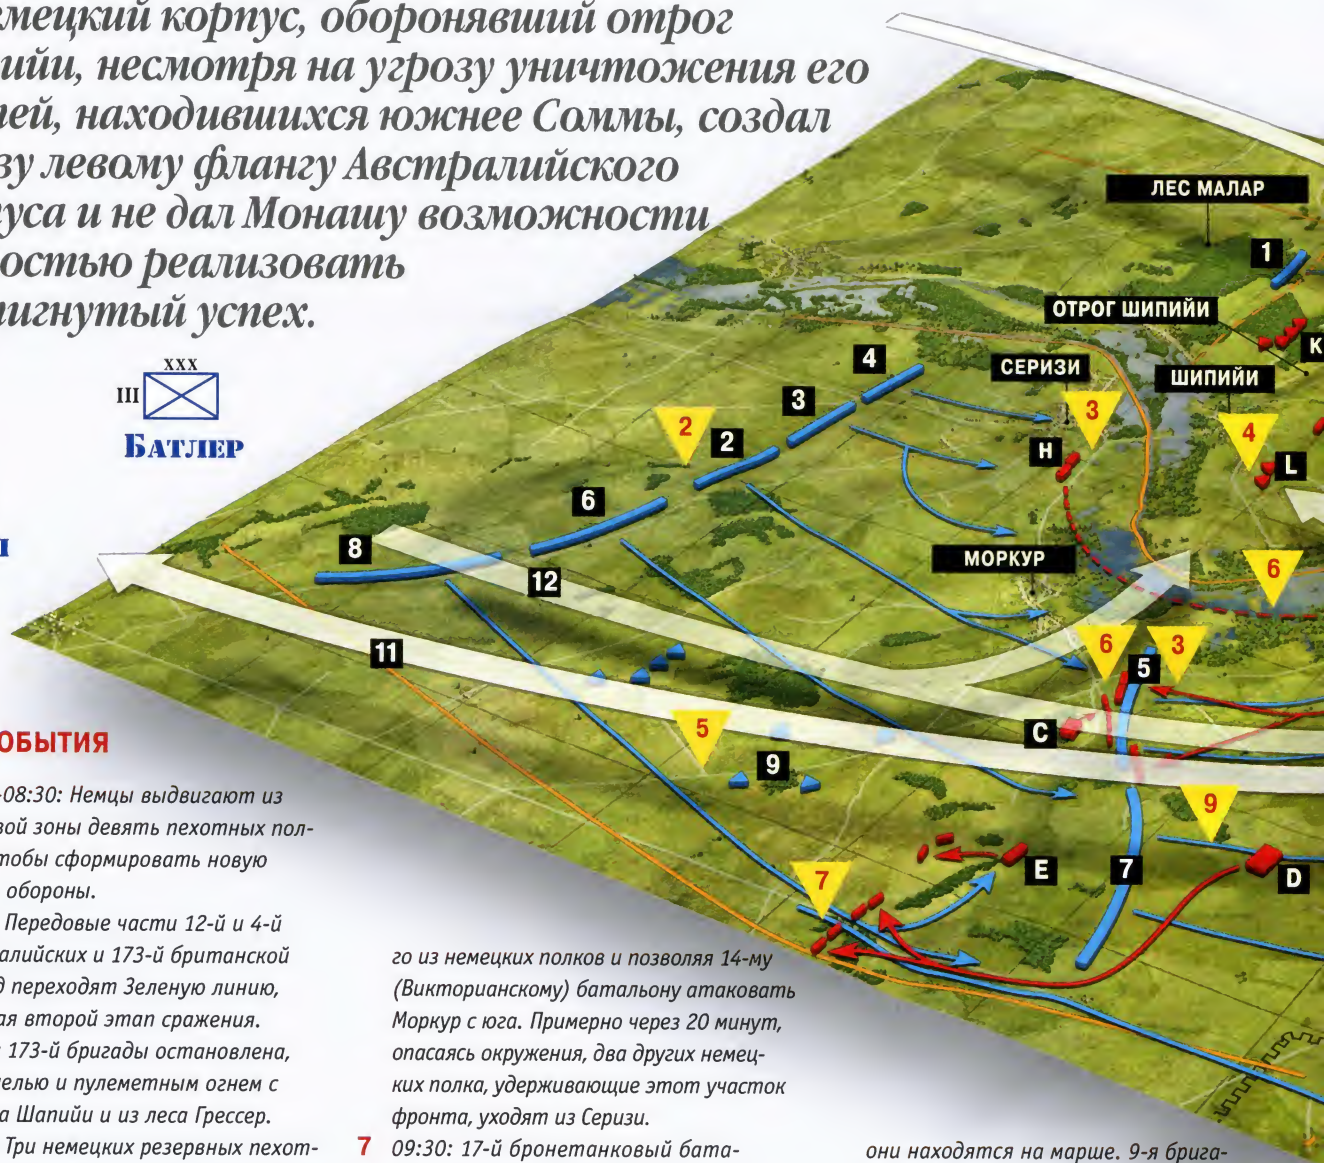 емецкий корпус, оборонявший отрог
ийи, несмотря на угрозу уничтожения его
тей, находившихся южнее Соммы, создал
зу левому флангу Австралийского
уса и не дал Монашу возможности
остью реализовать
игнутый успех.
XXX
III
БАТЛЕР
ЛЕС МАЛАР
1
ОТРОГ ШИПИЙИ
K
СЕРИЗИ
ШИПИЙИ
4
3
3
4
2
2
H
L
6
МОРКУР
6
8
12
11
6
3
5
C
5
9
9
7
E
7
D
ОБЫТИЯ
-08:30: Немцы выдвигают из
вой зоны девять пехотных пол-
тобы сформировать новую
обороны.
Передовые части 12-й и 4-й
алийских и 173-й британской
д переходят Зеленую линию,
ая второй этап сражения.
173-й бригады остановлена,
елью и пулеметным огнем с
а Шапийи и из леса Грессер.
Три немецких резервных пехот-
го из немецких полков и позволяя 14-му
(Викторианскому) батальону атаковать
Моркур с юга. Примерно через 20 минут,
опасаясь окружения, два других немец-
ких полка, удерживающие этот участок
фронта, уходят из Серизи.
7 09:30: 17-й бронетанковый бата-
они находятся на марше. 9-я брига-